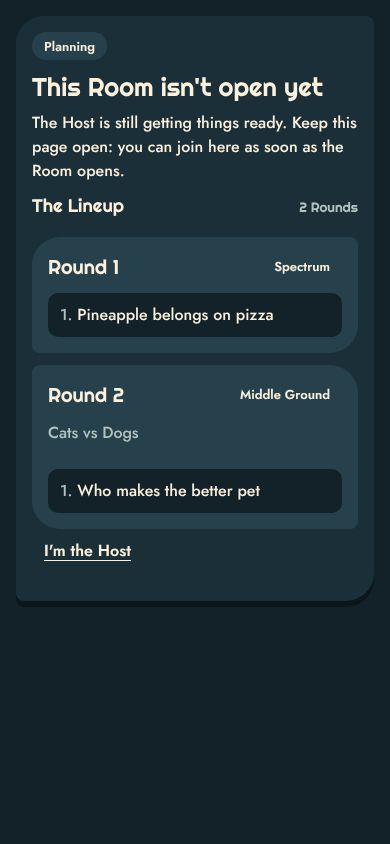 Planning
This Room isn't open yet
The Host is still getting things ready. Keep this
page open: you can join here as soon as the
Room opens.
The Lineup
2 Rounds
Round 1
Spectrum
1. Pineapple belongs on pizza
Round 2
Middle Ground
Cats vs Dogs
1. Who makes the better pet
I'm the Host